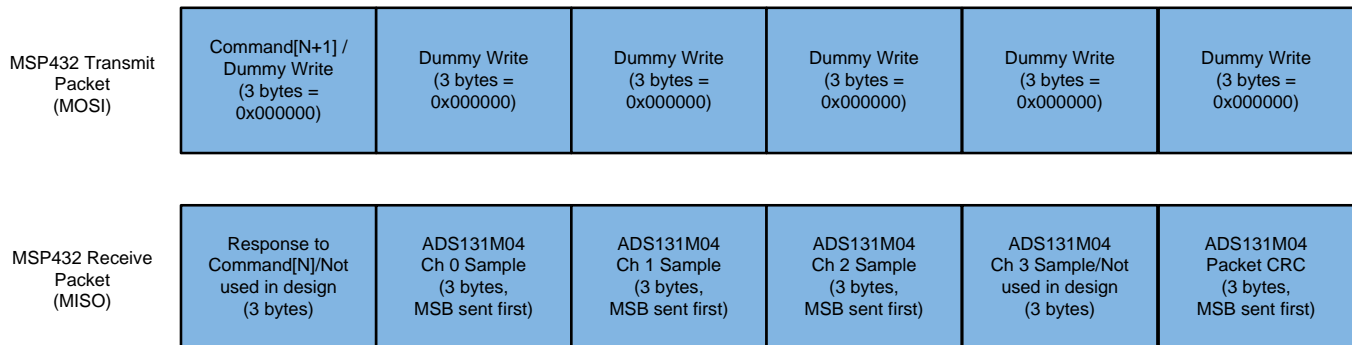 MSP432 Transmit
Packet
(MOSI)
Command[N+1] /
Dummy Write
(3 bytes =
0x000000)
Dummy Write
(3 bytes =
0x000000)
Dummy Write
(3 bytes =
0x000000)
Dummy Write
(3 bytes =
0x000000)
Dummy Write
(3 bytes =
0x000000)
Dummy Write
(3 bytes =
0x000000)
MSP432 Receive
Packet
(MISO)
Response to
Command[N]/Not
used in design
(3 bytes)
ADS131M04
Ch 0 Sample
(3 bytes,
MSB sent first)
ADS131M04
Ch 1 Sample
(3 bytes,
MSB sent first)
ADS131M04
Ch 2 Sample
(3 bytes,
MSB sent first)
ADS131M04
Ch 3 Sample/Not
used in design
(3 bytes)
ADS131M04
Packet CRC
(3 bytes,
MSB sent first)